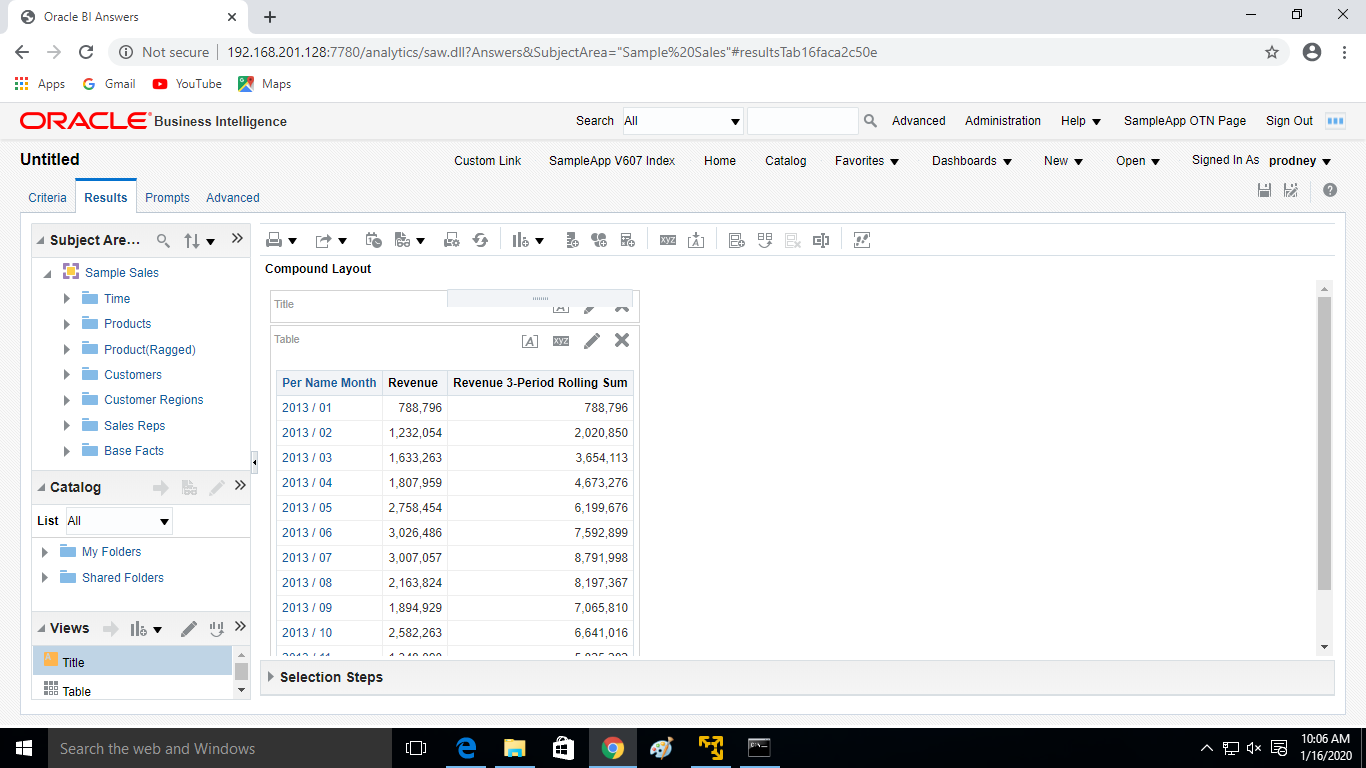 Oracle BI Answers
Not secure 192.168.201.128:7780/analytics/saw.dll?Answers&SubjectArea="Sample%20Sales"#resultsTab16faca2c50e
Apps Gmail YouTube Maps
ORACLE Business Intelligence
Search All Advanced Administration Help SampleApp OTN Page Sign Out
Untitled
Custom Link SampleApp V607 Index Home Catalog Favorites Dashboards New Open Signed In As prodney
Criteria Results Prompts Advanced
Subject Are...
Sample Sales
Time
Products
Product(Ragged)
Customers
Customer Regions
Sales Reps
Base Facts
Catalog
List All
My Folders
Shared Folders
Views
Title
Table
xyz
A
Compound Layout
Title
A
Table
A xyz
Per Name Month Revenue Revenue 3-Period Rolling Sum
2013 / 01 788,796 788,796
2013 / 02 1,232,054 2,020,850
2013 / 03 1,633,263 3,654,113
2013 / 04 1,807,959 4,673,276
2013 / 05 2,758,454 6,199,676
2013 / 06 3,026,486 7,592,899
2013 / 07 3,007,057 8,791,998
2013 / 08 2,163,824 8,197,367
2013 / 09 1,894,929 7,065,810
2013 / 10 2,582,263 6,641,016
Selection Steps
Search the web and Windows
10:06 AM
1/16/2020